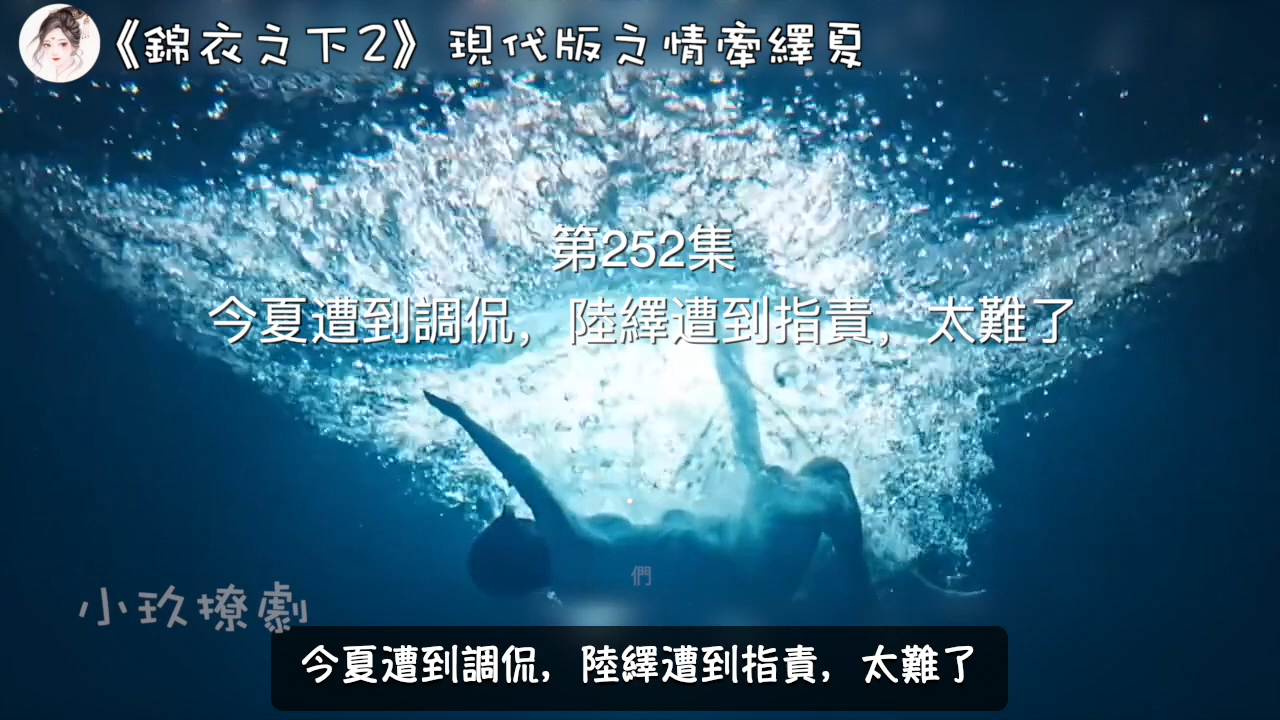 《錦衣之下2》現代版之情牽繹夏
第252集
今夏遭到調侃，陸繹遭到指責，太難了
們
小玖撩劇
今夏遭到調侃，陸繹遭到指責，太難了